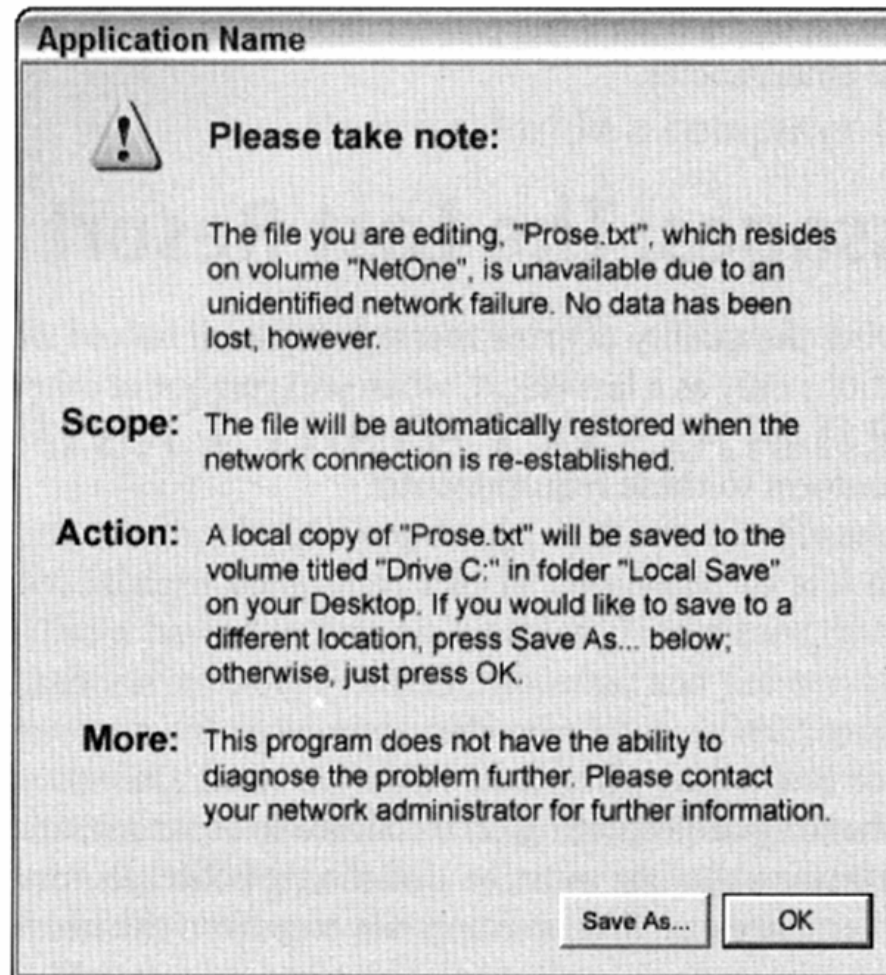 Application Name
Please take note:
The file you are editing, "Prose.txt", which resides
on volume "NetOne", is unavailable due to an
unidentified network failure. No data has been
lost, however.
Scope: The file will be automatically restored when the
network connection is re-established.
Action: A local copy of "Prose.txt" will be saved to the
volume titled "Drive C:" in folder "Local Save"
on your Desktop. If you would like to save to a
different location, press Save As... below;
otherwise, just press OK.
More: This program does not have the ability to
diagnose the problem further. Please contact
your network administrator for further information.
Save As... OK